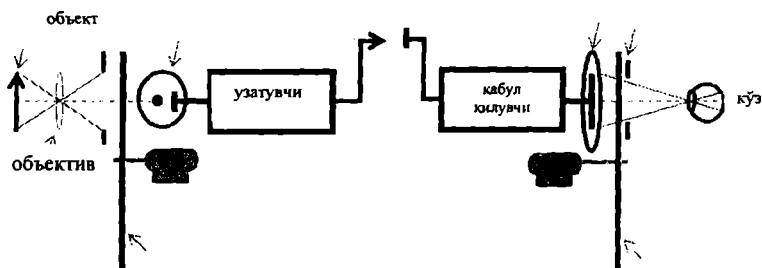 объект
узатувчи
кабул
килувчи
кўз
объектив